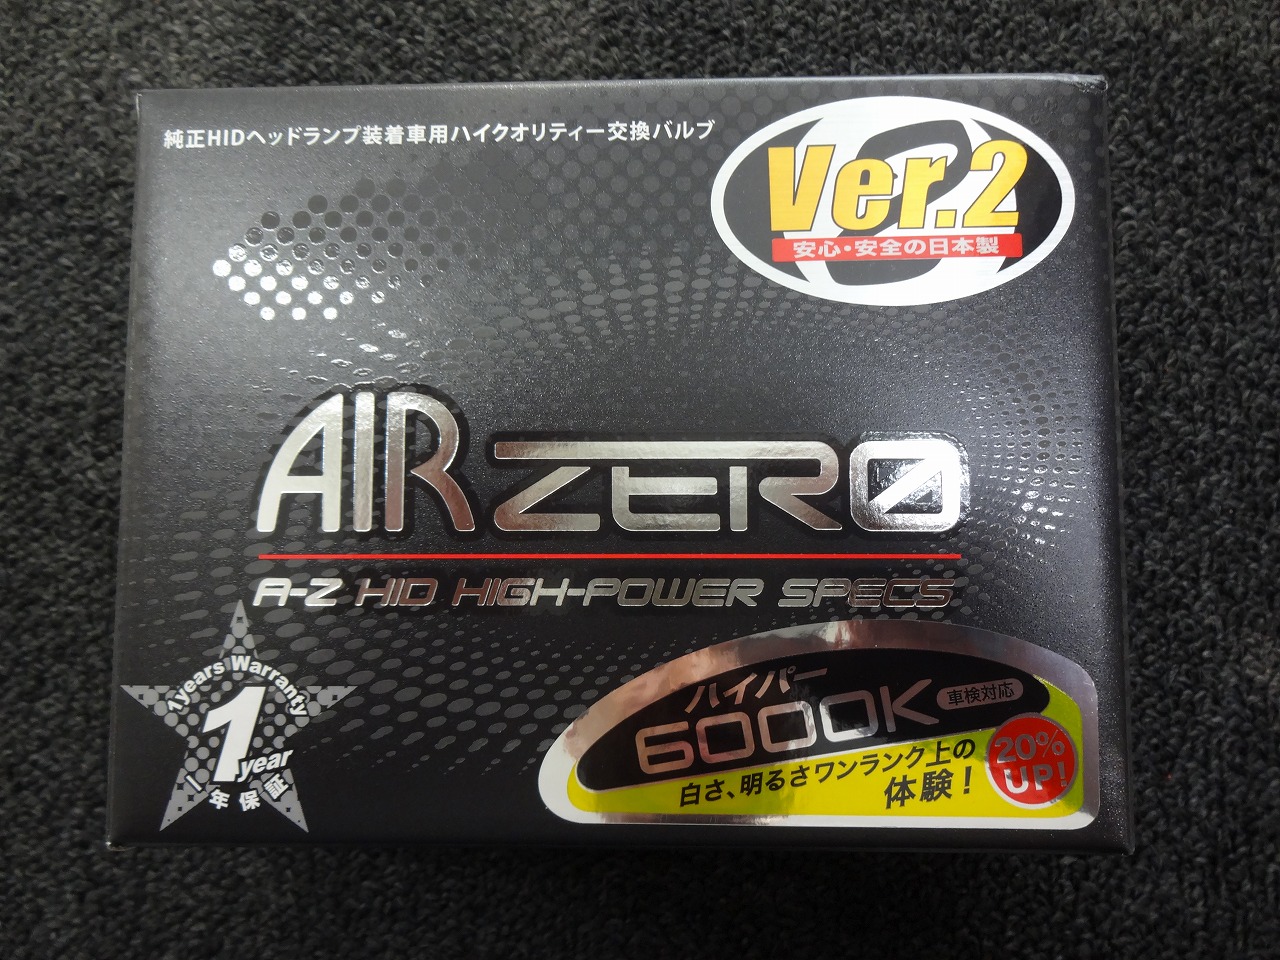 純正HIDヘッドランプ装着車用ハイクオリティー交換バルブ
Ver.2
安心・安全の日本製
AIR ZERO
A-Z HID HIGH-POWER SPECS
1years Warranty
1year
1年保証
ハイパー
6000K
車検対応
白さ、明るさワンランク上の
体験!
20%
UP!